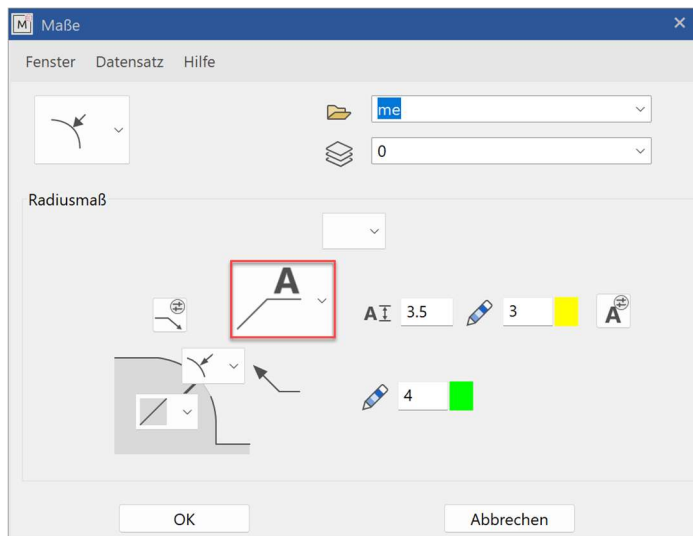 M Maße
Fenster Datensatz Hilfe
me
0
Radiusmaß
A
A 3.5 3 A
4
OK Abbrechen